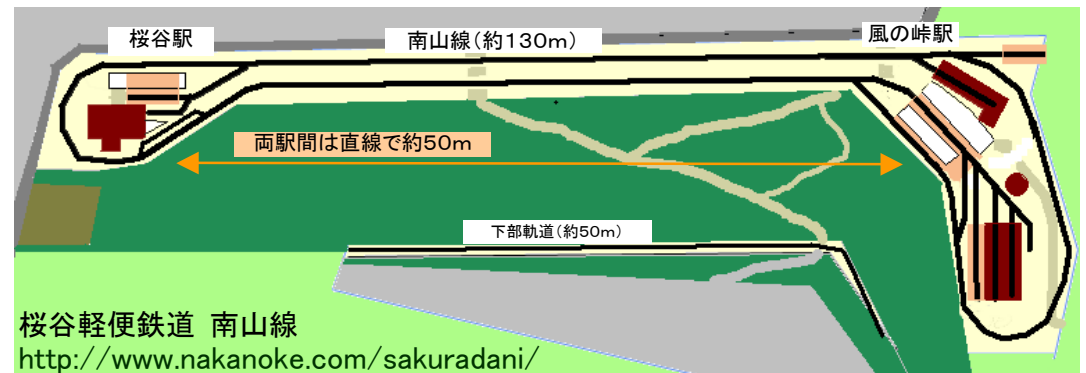 桜谷駅
南山線(約130m)
風の峠駅
両駅間は直線で約50m
下部軌道(約50m)
桜谷軽便鉄道 南山線
http://www.nakanoke.com/sakuradani/